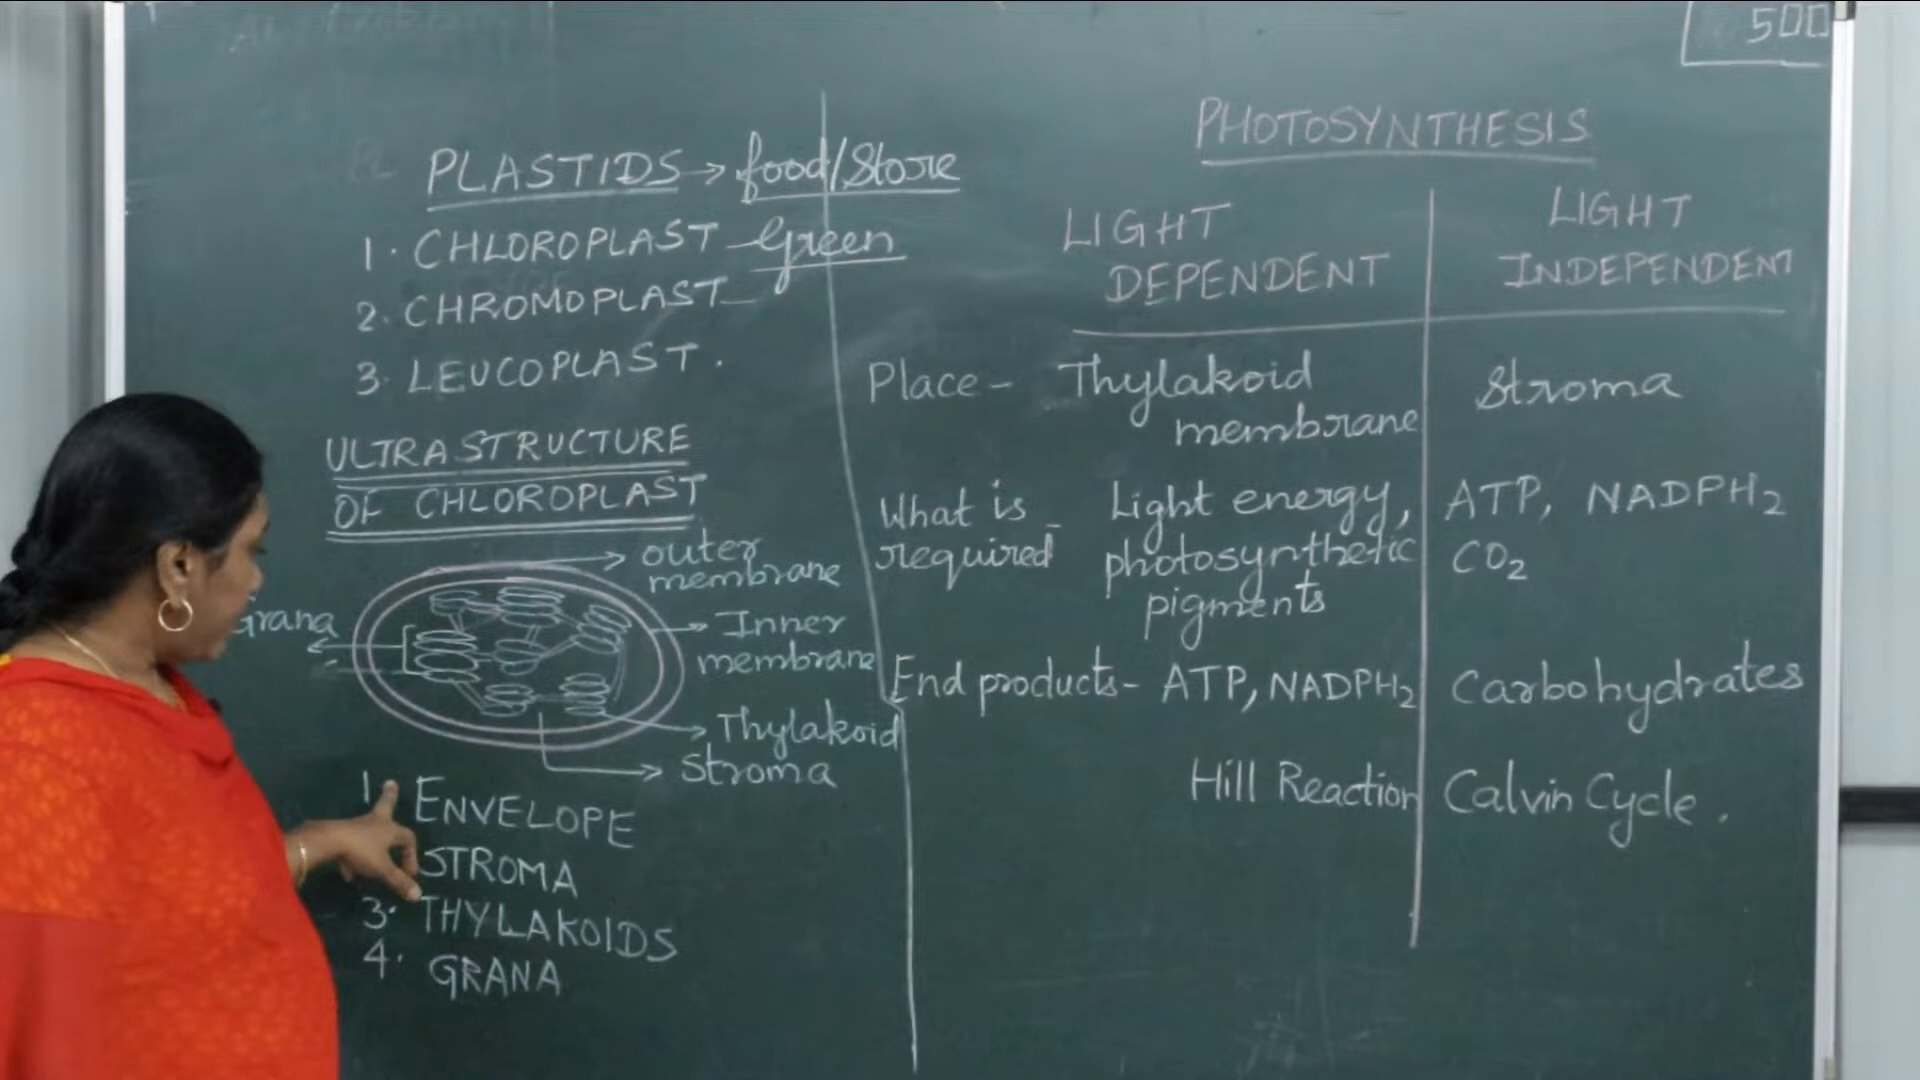 500
PLASTIDS → food/Store
1. CHLOROPLAST - Green
2. CHROMOPLAST -
3. LEUCOPLAST.
ULTRASTRUCTURE
OF CHLOROPLAST
outer
membrane
Grana
Inner
membrane
Thylakoid
Stroma
1. ENVELOPE
STROMA
3. THYLAKOIDS
4. GRANA
PHOTOSYNTHESIS
LIGHT
DEPENDENT
LIGHT
INDEPENDENT
Place - Thylakoid
membrane
Stroma
What is
required -
Light energy,
photosynthetic
pigments
ATP, NADPH2
CO2
End products - ATP, NADPH2
Carbohydrates
Hill Reaction
Calvin Cycle.